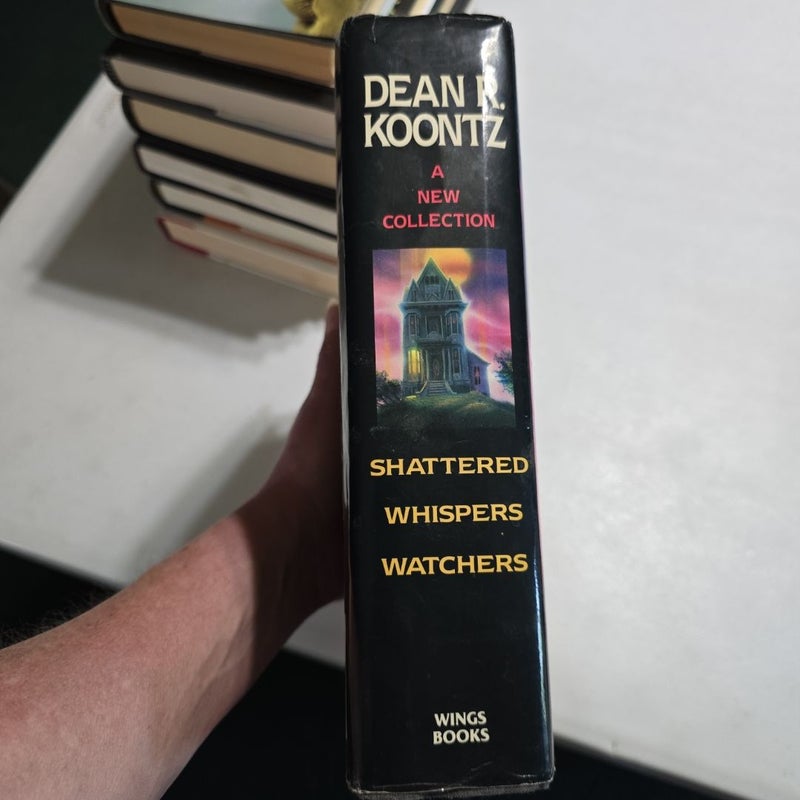 DEAN R.
KOONTZ
A
NEW
COLLECTION
SHATTERED
WHISPERS
WATCHERS
WINGS
BOOKS